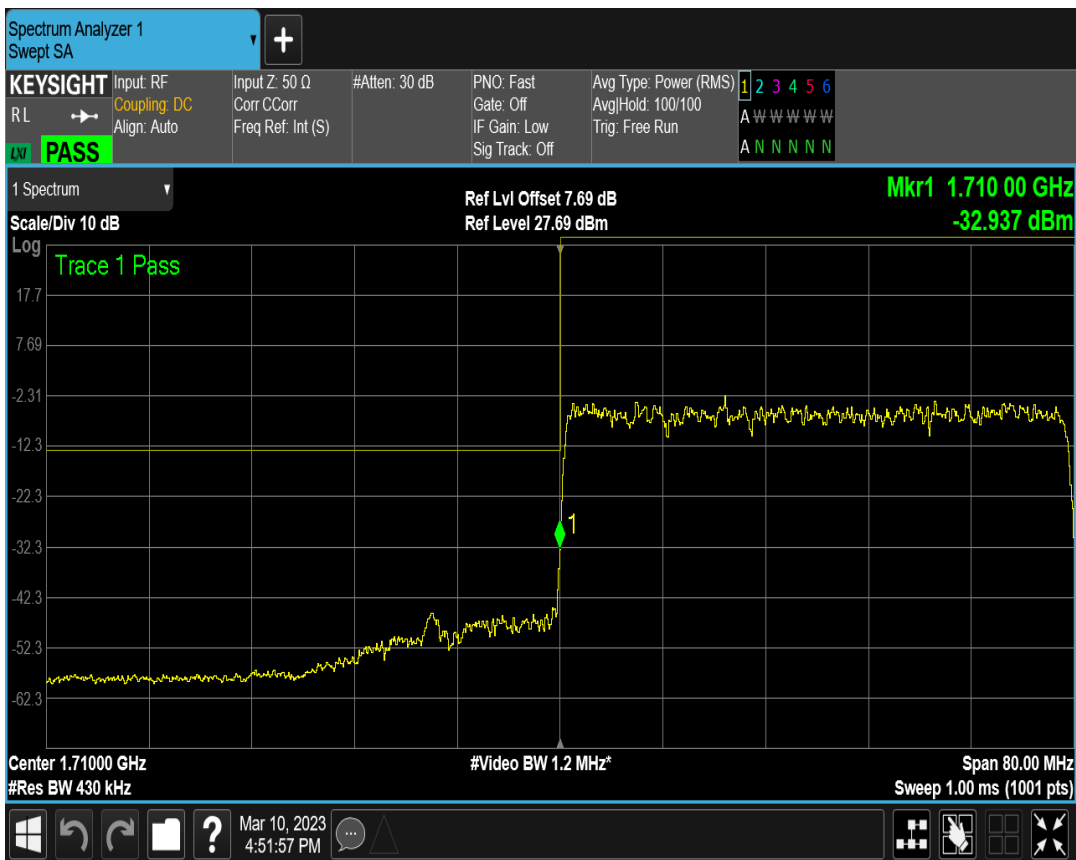 Spectrum Analyzer 1
Swept SA
+
KEYSIGHT
RL
LXI PASS
Input: RF
Coupling: DC
Align: Auto
Input Z: 50 Ω
Corr CCorr
Freq Ref: Int (S)
#Atten: 30 dB
PNO: Fast
Gate: Off
IF Gain: Low
Sig Track: Off
Avg Type: Power (RMS)
Avg|Hold: 100/100
Trig: Free Run
1 2 3 4 5 6
A W W W W W
A N N N N N
1 Spectrum
Scale/Div 10 dB
Ref Lvl Offset 7.69 dB
Ref Level 27.69 dBm
Mkr1 1.710 00 GHz
-32.937 dBm
Log
Trace 1 Pass
17.7
7.69
-2.31
-12.3
-22.3
1
-32.3
-42.3
-52.3
-62.3
Center 1.71000 GHz
#Video BW 1.2 MHz*
Span 80.00 MHz
#Res BW 430 kHz
Sweep 1.00 ms (1001 pts)
?
Mar 10, 2023
4:51:57 PM